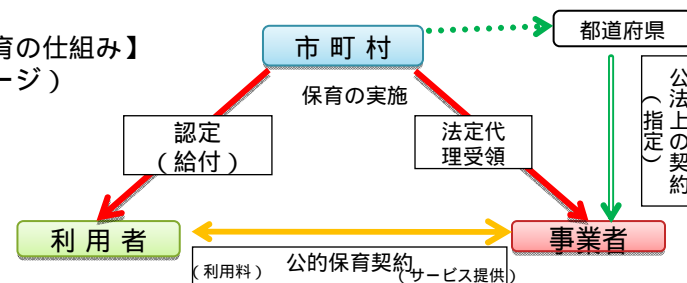 育の仕組み】
ージ）
市町村
都道府県
保育の実施
公法上の契約
（指定）
認定
（給付）
法定代
理受領
利用者
事業者
公的保育契約
（利用料）
（サービス提供）